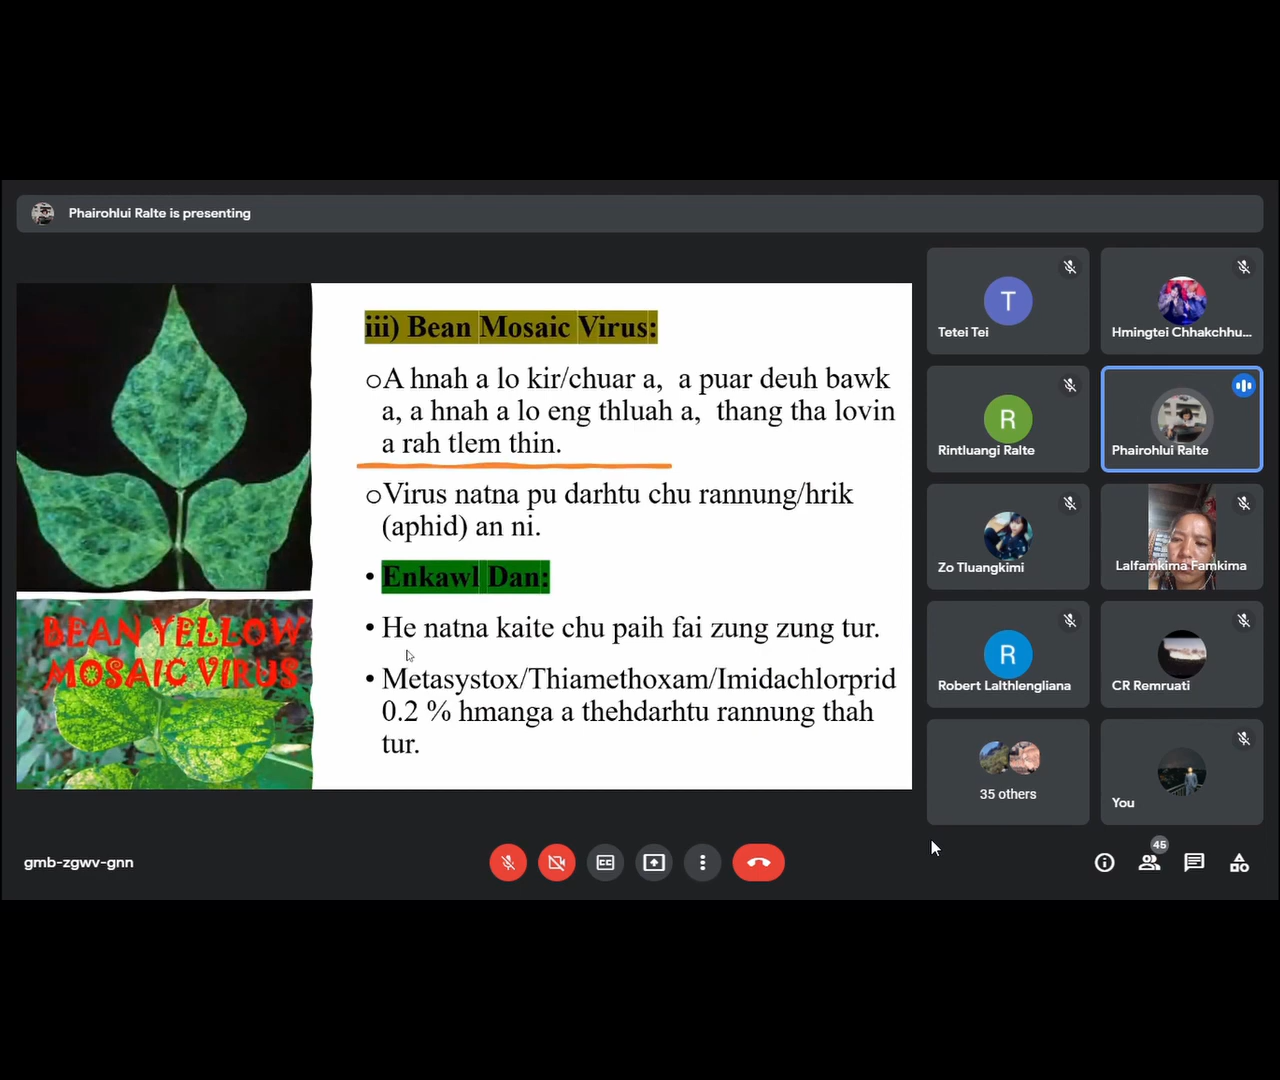 Phairohlui Ralte is presenting
iii) Bean Mosaic Virus:
oA hnah a lo kir/chuar a, a puar deuh bawk
a, a hnah a lo eng thluah a, thang tha lovin
a rah tlem thin.
oVirus natna pu darhtu chu rannung/hrik
(aphid) an ni.
• Enkawl Dan:
• He natna kaite chu paih fai zung zung tur.
• Metasystox/Thiamethoxam/Imidachlorprid
0.2 % hmanga a thehdarhtu rannung thah
tur.
BEAN YELLOW
MOSAIC VIRUS
T
Tetei Tei
Hmingtei Chhakchhu...
R
Rintluangi Ralte
Phairohlui Ralte
Zo Tluangkimi
Lalfamkima Famkima
R
Robert Lalthlengliana
CR Remruati
35 others
You
gmb-zgwv-gnn
CC
45